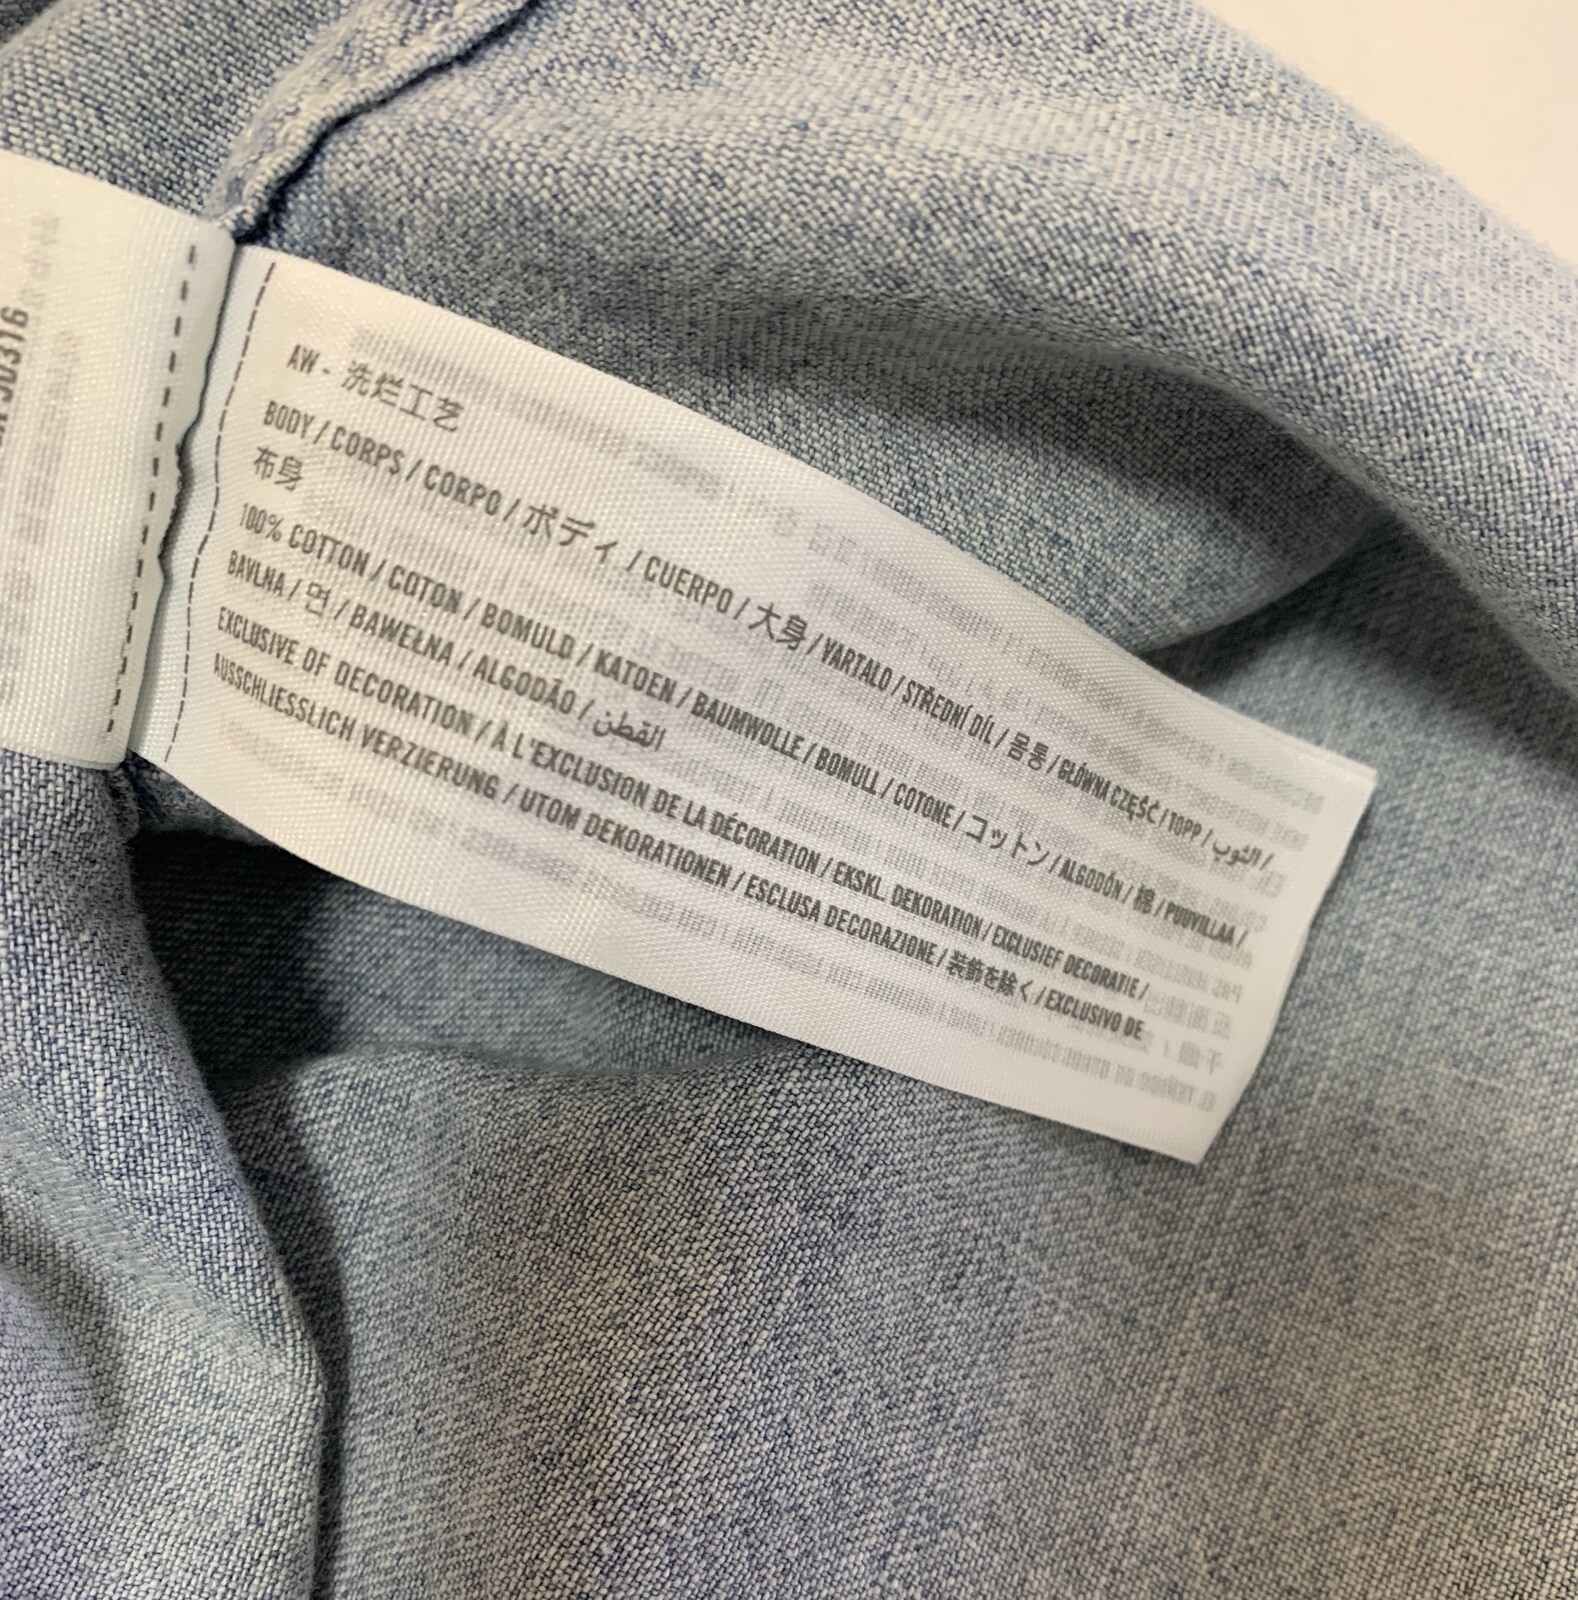 30316
AW - 洗烂工艺
BODY / CORPS / CORPO / ボディ / CUERPO / 大身 / VARTALO / STŘEDNÍ DÍL / 몸통 / GŁÓWNA CZĘŚĆ / TOPP / الثوب /
布身
100% COTTON / COTON / BOMULD / KATOEN / BAUMWOLLE / BOMULL / COTONE / コットン / ALGODÓN / 棉 / PUUVILLAA /
BAVLNA / 면 / BAWEŁNA / ALGODÃO / القطن
EXCLUSIVE OF DECORATION / À L'EXCLUSION DE LA DÉCORATION / EKSKL. DEKORATION / EXCLUSIEF DECORATIE /
AUSSCHLIESSLICH VERZIERUNG / UTOM DEKORATIONEN / ESCLUSA DECORAZIONE / 装飾を除く / EXCLUSIVO DE